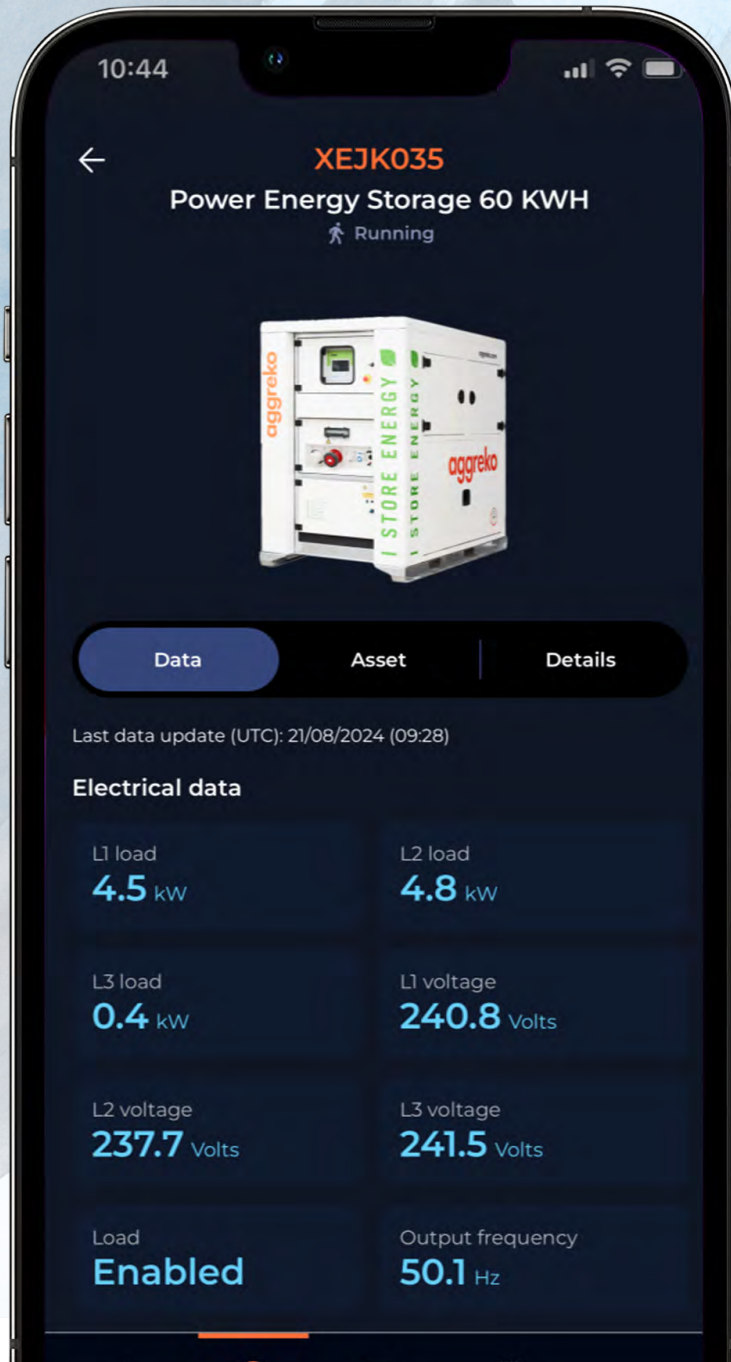 10:44
XEJK035
Power Energy Storage 60 KWH
Running
aggreko
I STORE ENERGY
I STORE ENERGY
aggreko
Data
Asset
Details
Last data update (UTC): 21/08/2024 (09:28)
Electrical data
L1 load
L2 load
4.5 kW
4.8 kW
L3 load
L1 voltage
0.4 kW
240.8 Volts
L2 voltage
L3 voltage
237.7 Volts
241.5 Volts
Load
Output frequency
Enabled
50.1 Hz